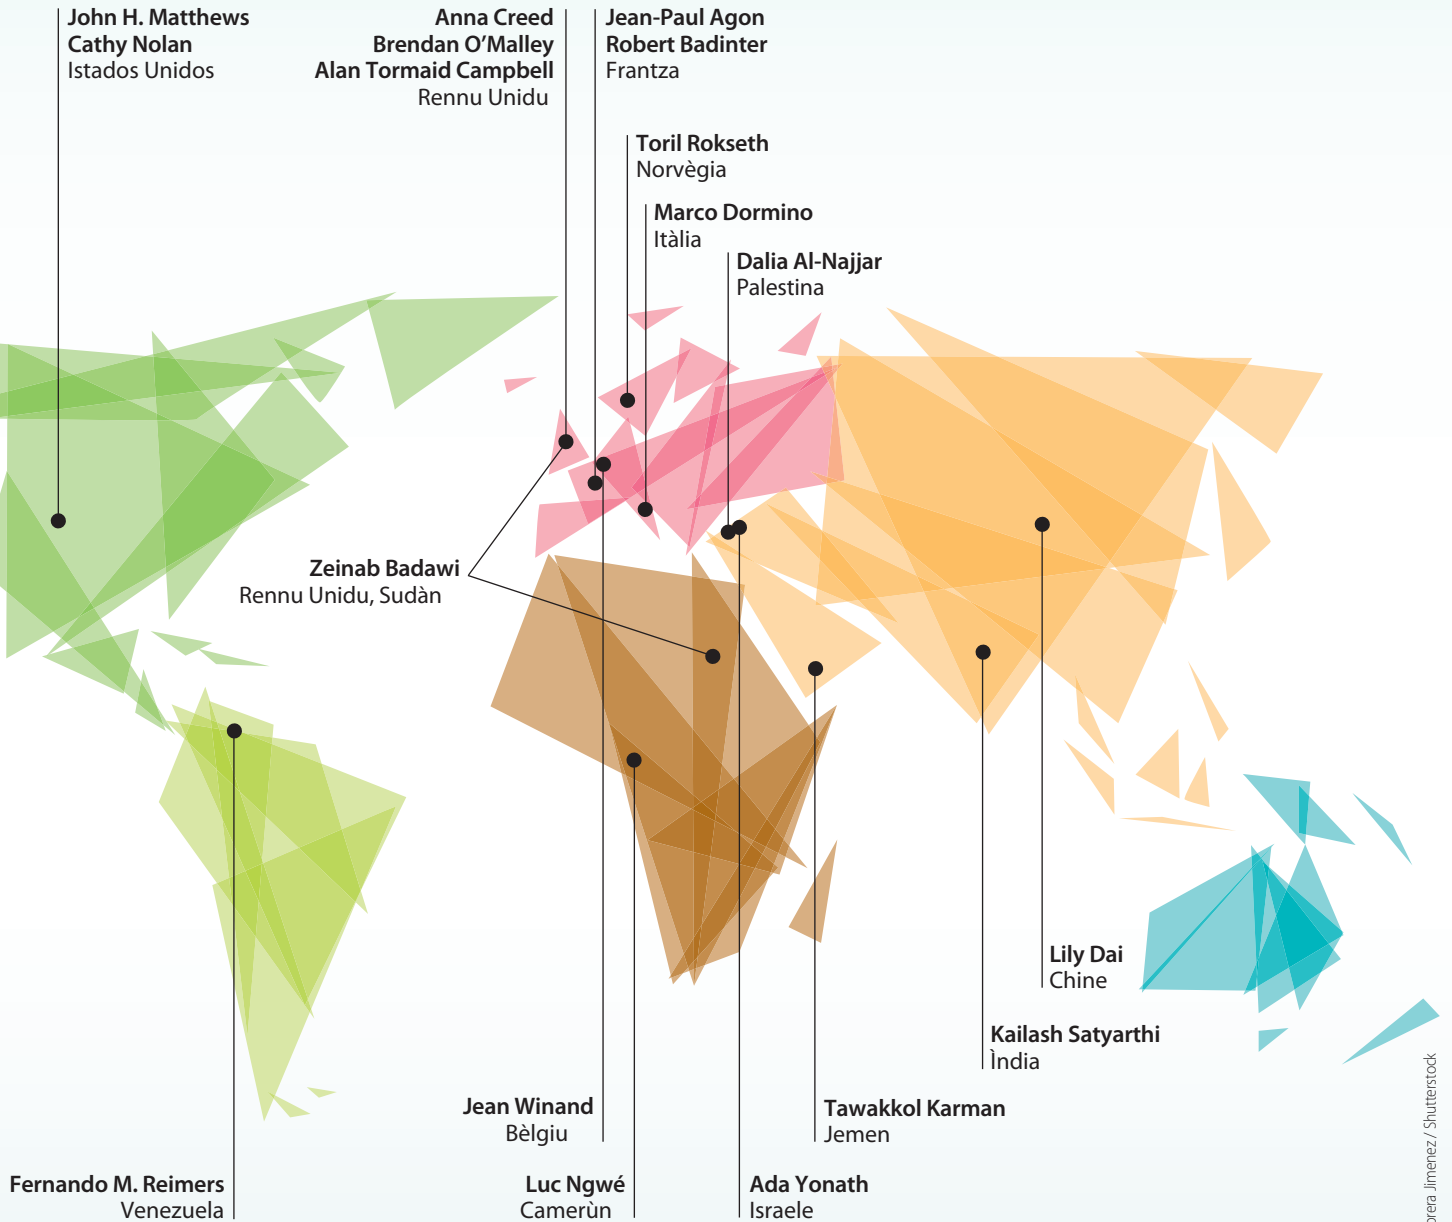 John H. Matthews
Cathy Nolan
Istados Unidos
Anna Creed
Brendan O’Malley
Alan Tormaid Campbell
Rennu Unidu
Jean-Paul Agon
Robert Badinter
Frantza
Toril Rokseth
Norvègia
Marco Dormino
Itàlia
Dalia Al-Najjar
Palestina
Zeinab Badawi
Rennu Unidu, Sudàn
Lily Dai
Chine
Kailash Satyarthi
Ìndia
Jean Winand
Bèlgiu
Tawakkol Karman
Jemen
Fernando M. Reimers
Venezuela
Luc Ngwé
Camerùn
Ada Yonath
Israele
Jimenez / Shutterstock